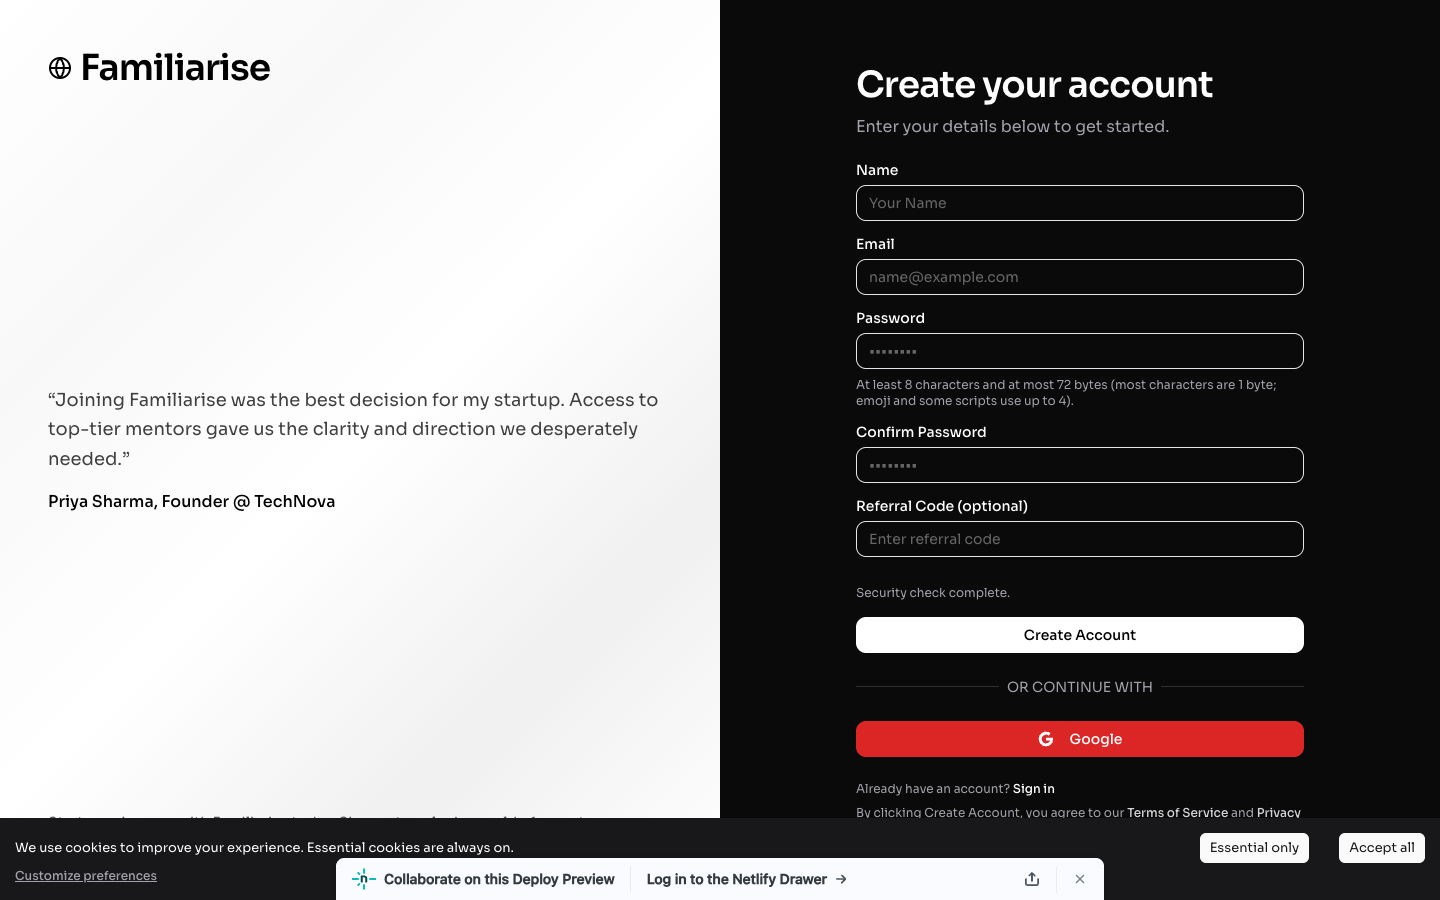 Familiarise
“Joining Familiarise was the best decision for my startup. Access to
top-tier mentors gave us the clarity and direction we desperately
needed.”
Priya Sharma, Founder @ TechNova
Create your account
Enter your details below to get started.
Name
Your Name
Email
name@example.com
Password
••••••••
At least 8 characters and at most 72 bytes (most characters are 1 byte;
emoji and some scripts use up to 4).
Confirm Password
••••••••
Referral Code (optional)
Enter referral code
Security check complete.
Create Account
OR CONTINUE WITH
Google
Already have an account? Sign in
By clicking Create Account, you agree to our Terms of Service and Privacy
We use cookies to improve your experience. Essential cookies are always on.
Customize preferences
Essential only
Accept all
Collaborate on this Deploy Preview
Log in to the Netlify Drawer →